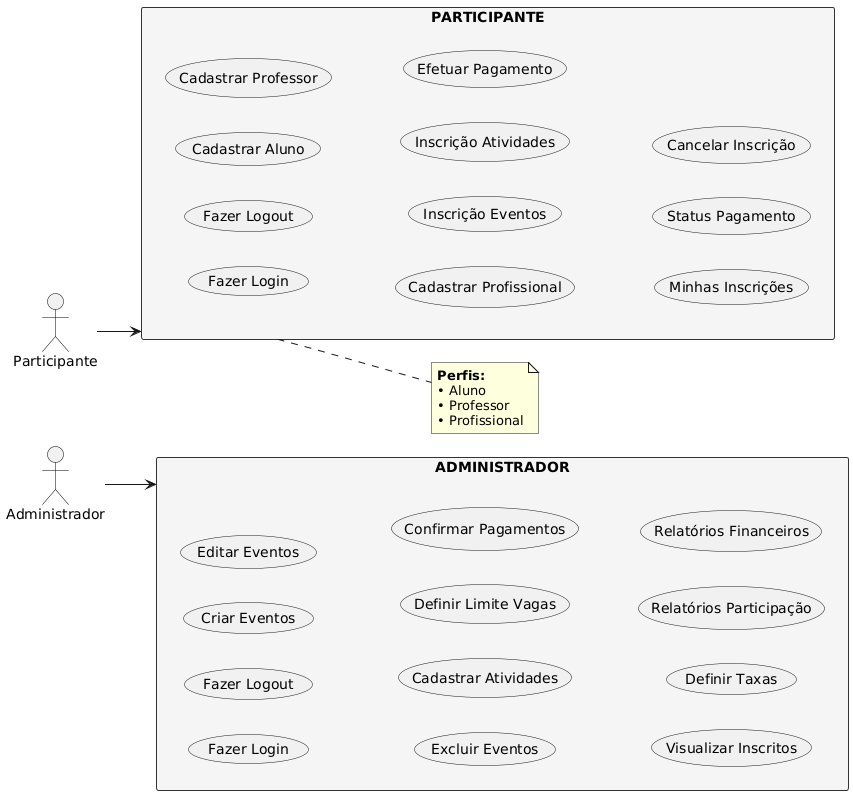 PARTICIPANTE
Cadastrar Professor
Cadastrar Aluno
Fazer Logout
Fazer Login
Efetuar Pagamento
Inscrição Atividades
Inscrição Eventos
Cadastrar Profissional
Cancelar Inscrição
Status Pagamento
Minhas Inscrições
Participante
Perfis:
• Aluno
• Professor
• Profissional
Administrador
ADMINISTRADOR
Editar Eventos
Criar Eventos
Fazer Logout
Fazer Login
Confirmar Pagamentos
Definir Limite Vagas
Cadastrar Atividades
Excluir Eventos
Relatórios Financeiros
Relatórios Participação
Definir Taxas
Visualizar Inscritos